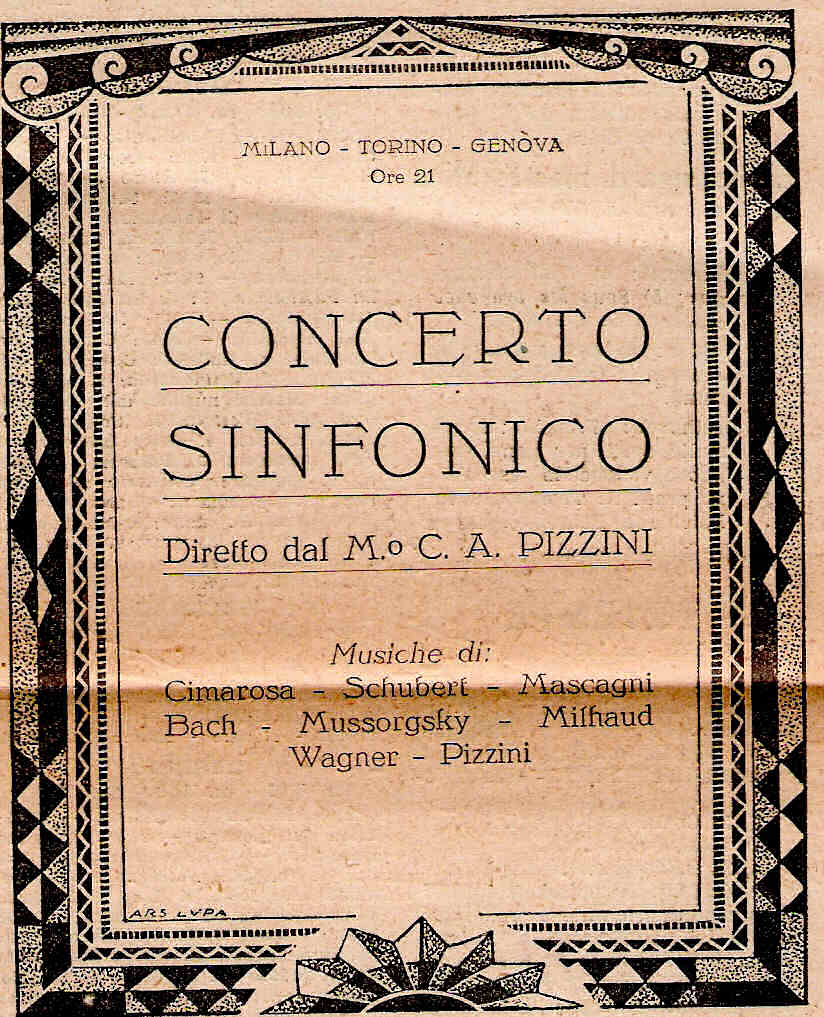 MILANO - TORINO - GENÒVA
Ore 21
CONCERTO
SINFONICO
Diretto dal M.o C. A. PIZZINI
Musiche di:
Cimarosa - Schubert - Mascagni
Bach - Mussorgsky - Milhaud
Wagner - Pizzini
ARS LVPA